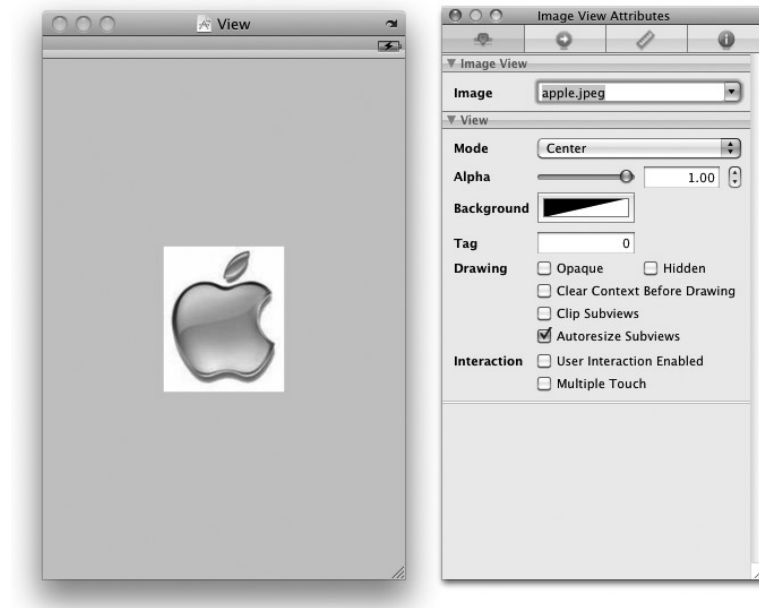 View
Image View Attributes
Image View
Image apple.jpeg
View
Mode Center
Alpha 1.00
Background
Tag 0
Drawing Opaque Hidden
Clear Context Before Drawing
Clip Subviews
Autoresize Subviews
Interaction User Interaction Enabled
Multiple Touch